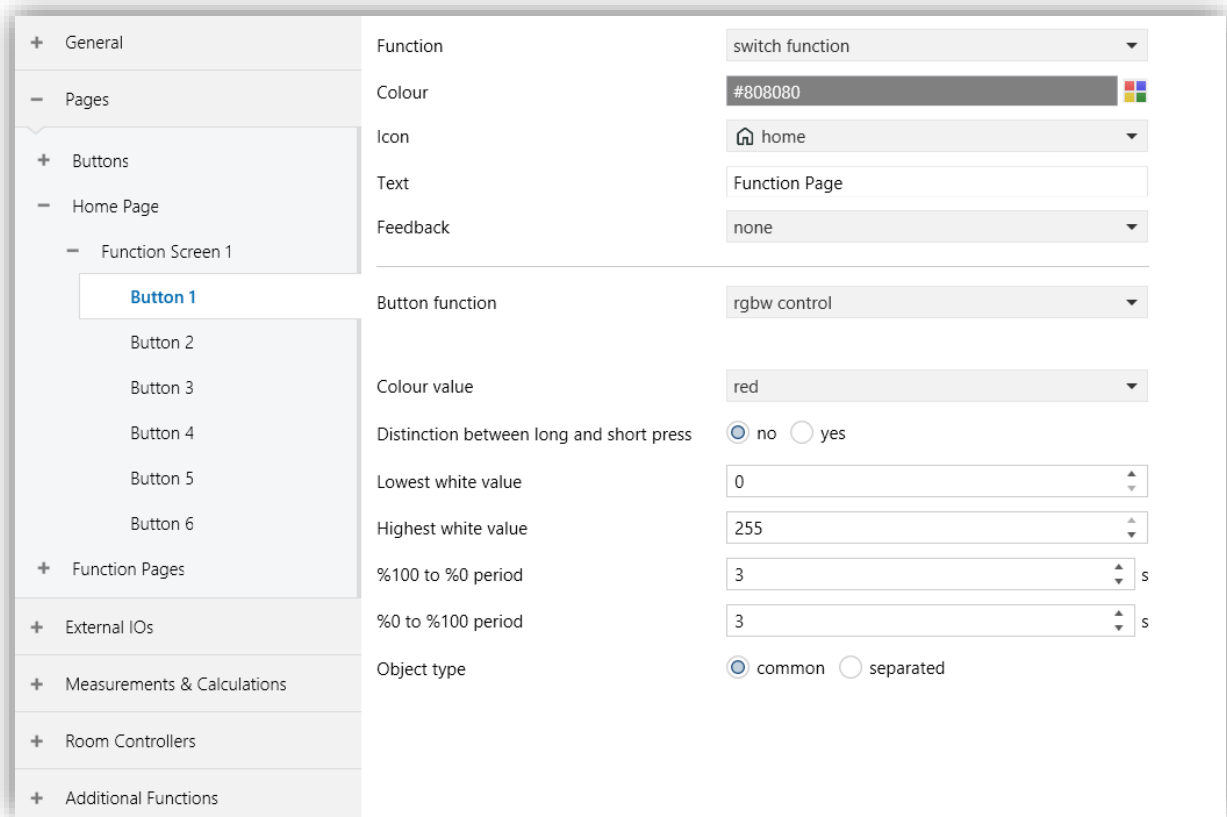 General
Pages
Buttons
Home Page
Function Screen 1
Button 1
Button 2
Button 3
Button 4
Button 5
Button 6
Function Pages
External IOs
Measurements & Calculations
Room Controllers
Additional Functions
Function switch function
Colour #808080
Icon home
Text Function Page
Feedback none
Button function rgbw control
Colour value red
Distinction between long and short press no yes
Lowest white value 0
Highest white value 255
%100 to %0 period 3 s
%0 to %100 period 3 s
Object type common separated